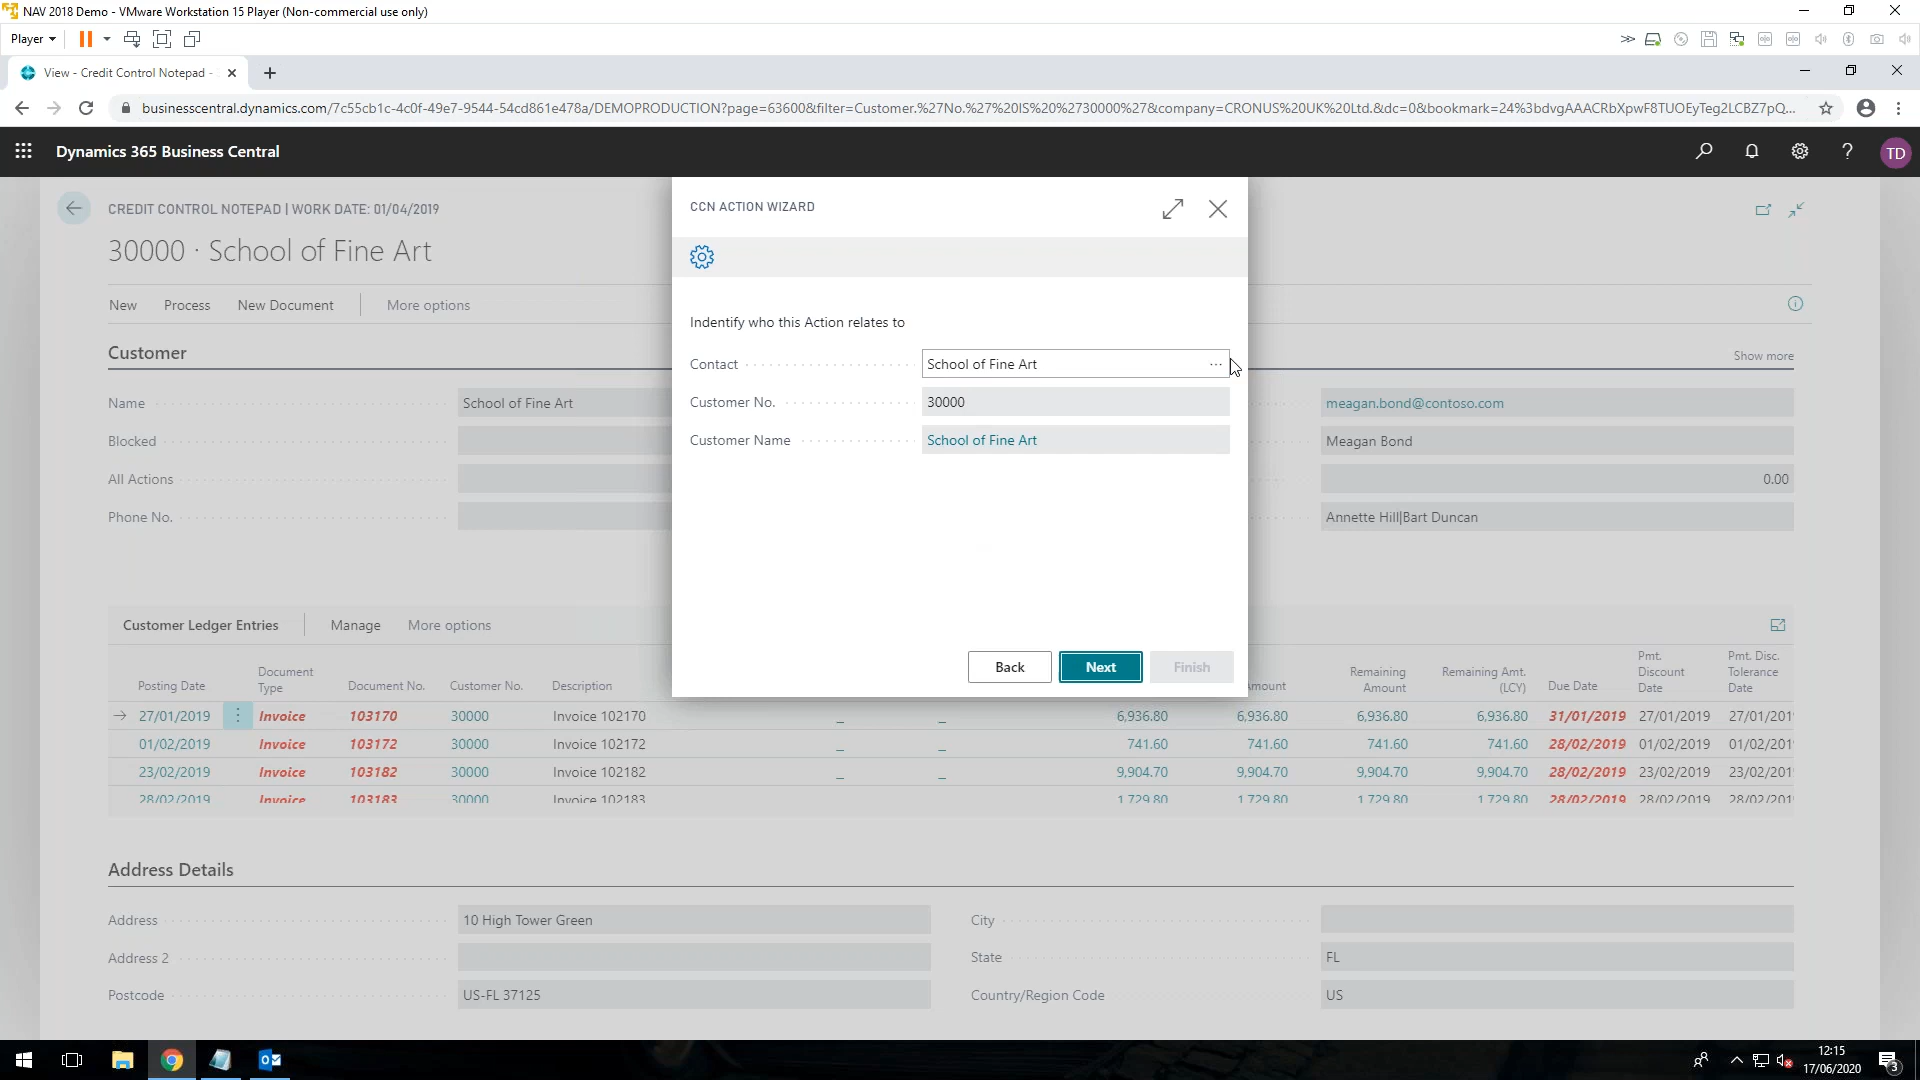 NAV 2018 Demo - VMware Workstation 15 Player (Non-commercial use only)
Player
View - Credit Control Notepad -
businesscentral.dynamics.com/7c55cb1c-4c0f-49e7-9544-54cd861e478a/DEMOPRODUCTION?page=63600&filter=Customer.%27No.%27%20IS%20%2730000%27&company=CRONUS%20UK%20Ltd.&dc=0&bookmark=24%3bdvgAAACRbXpwF8TUOEyTeg2LCBZ7pQ...
Dynamics 365 Business Central
TD
CREDIT CONTROL NOTEPAD | WORK DATE: 01/04/2019
30000 · School of Fine Art
New Process New Document More options
Customer
Show more
Name School of Fine Art
meagan.bond@contoso.com
Blocked
Meagan Bond
All Actions
0.00
Phone No.
Annette Hill|Bart Duncan
CCN ACTION WIZARD
Indentify who this Action relates to
Contact School of Fine Art ...
Customer No. 30000
Customer Name School of Fine Art
Back Next Finish
Customer Ledger Entries Manage More options
Posting Date Document Type Document No. Customer No. Description mount Remaining Amount Remaining Amt. (LCY) Due Date Pmt. Discount Date Pmt. Disc. Tolerance Date
27/01/2019 Invoice 103170 30000 Invoice 102170 _ _ 6,936.80 6,936.80 6,936.80 6,936.80 31/01/2019 27/01/2019 27/01/201
01/02/2019 Invoice 103172 30000 Invoice 102172 _ _ 741.60 741.60 741.60 741.60 28/02/2019 01/02/2019 01/02/201
23/02/2019 Invoice 103182 30000 Invoice 102182 _ _ 9,904.70 9,904.70 9,904.70 9,904.70 28/02/2019 23/02/2019 23/02/201
28/02/2019 Invoice 103183 30000 Invoice 102183 1,729.80 1,729.80 1,729.80 1,729.80 28/02/2019 28/02/2019 28/02/201
Address Details
Address 10 High Tower Green
City
Address 2
State FL
Postcode US-FL 37125
Country/Region Code US
12:15
17/06/2020
3